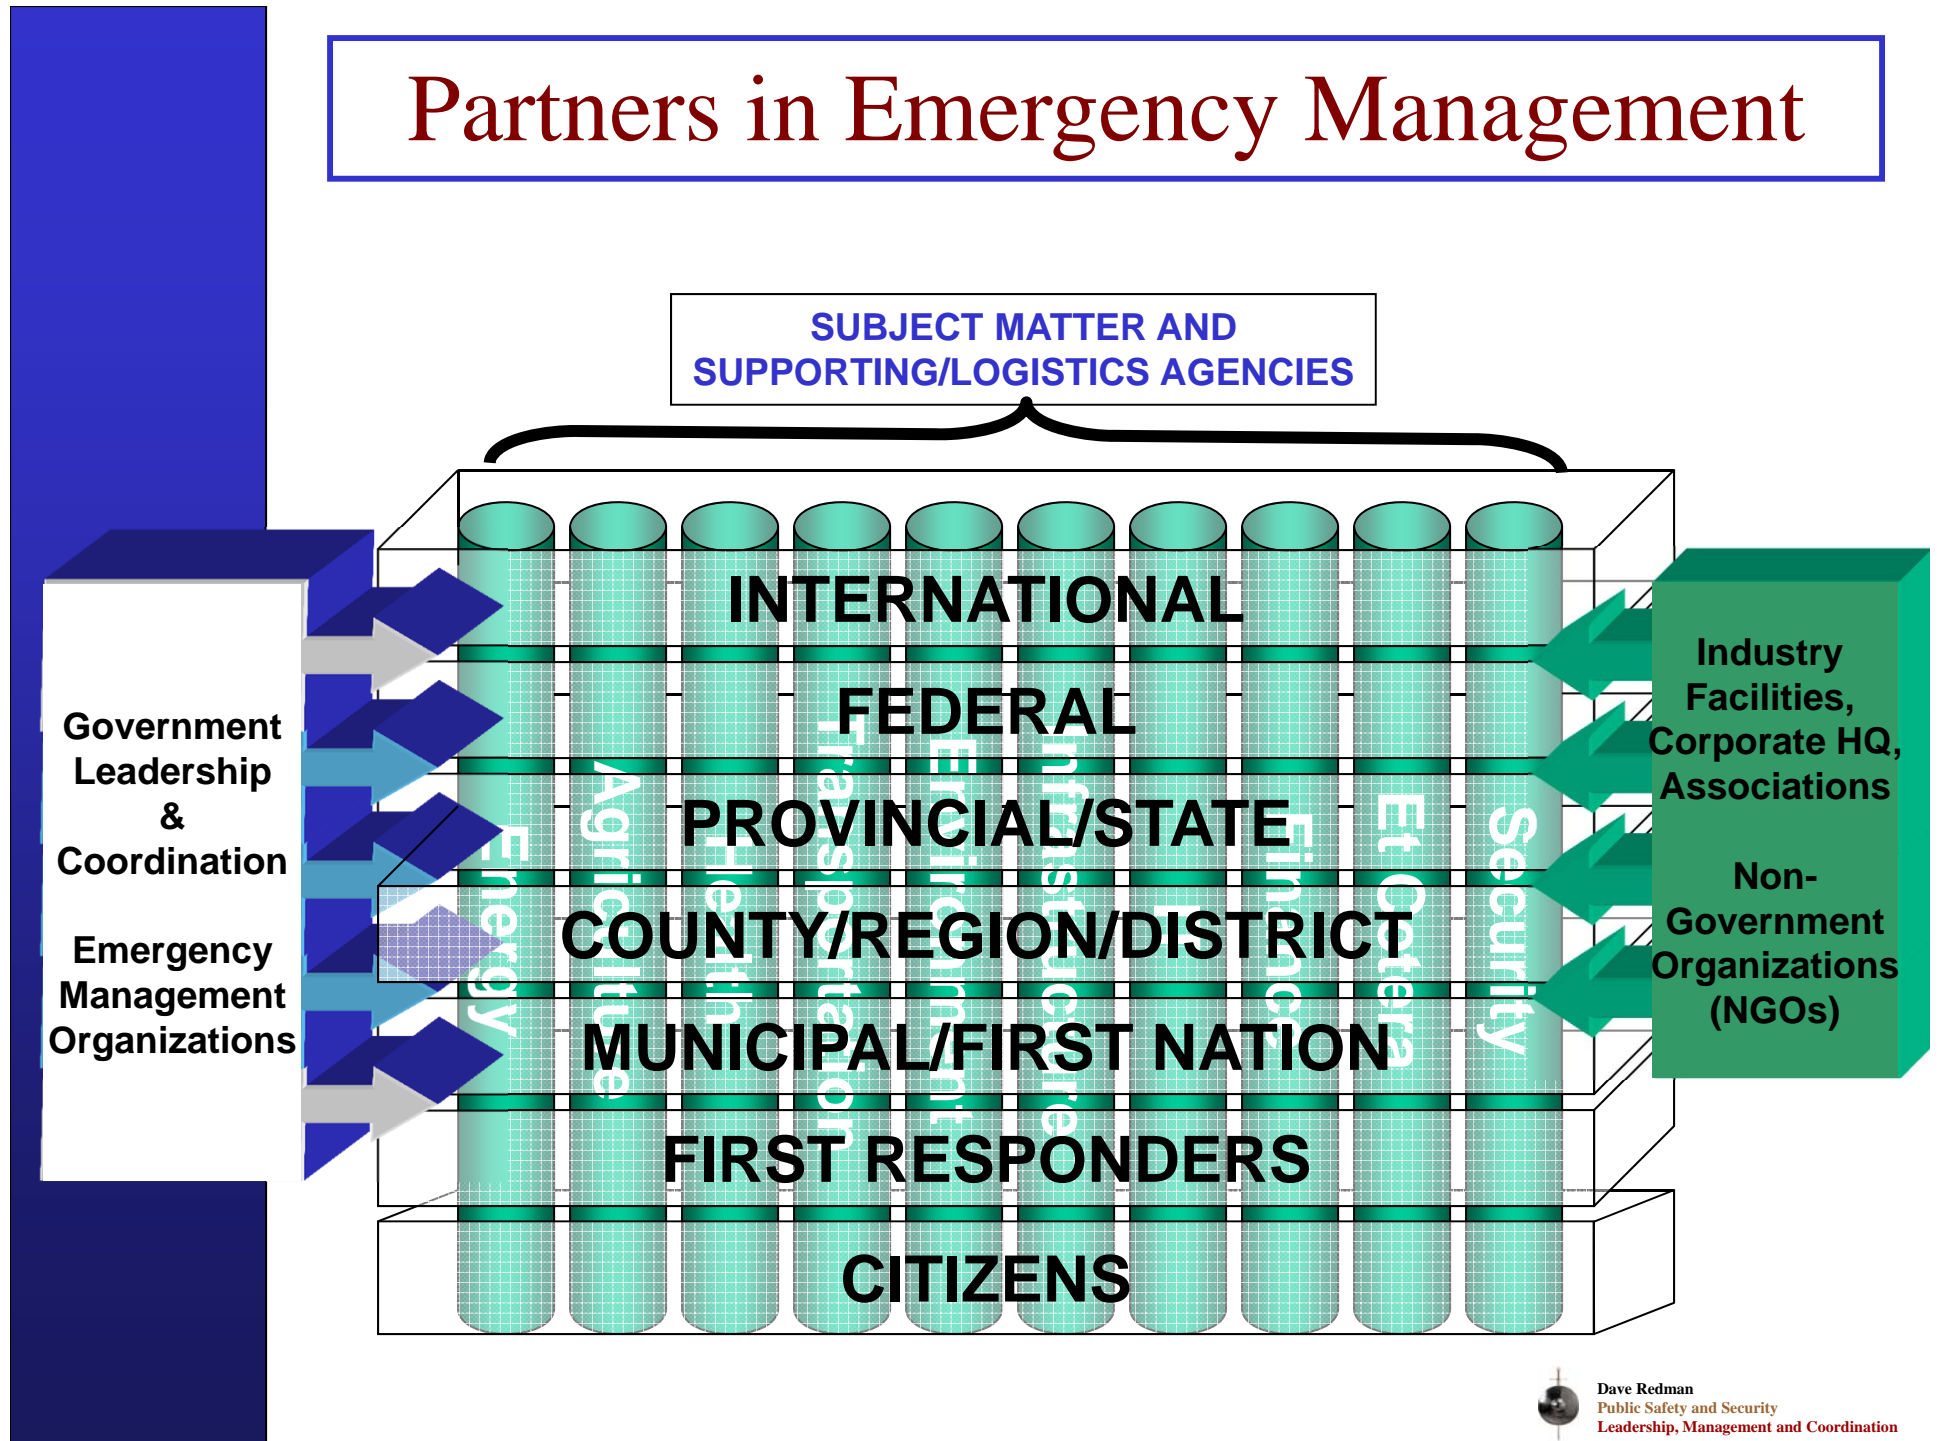 Partners in Emergency Management
SUBJECT MATTER AND
SUPPORTING/LOGISTICS AGENCIES
INTERNATIONAL
FEDERAL
PROVINCIAL/STATE
COUNTY/REGION/DISTRICT
MUNICIPAL/FIRST NATION
FIRST RESPONDERS
CITIZENS
Energy
Agriculture
Health
Transportation
Environment
Finance
Et Cetera
Security
Government
Leadership
&
Coordination
Emergency
Management
Organizations
Industry
Facilities,
Corporate HQ,
Associations
Non-
Government
Organizations
(NGOs)
Dave Redman
Public Safety and Security
Leadership, Management and Coordination